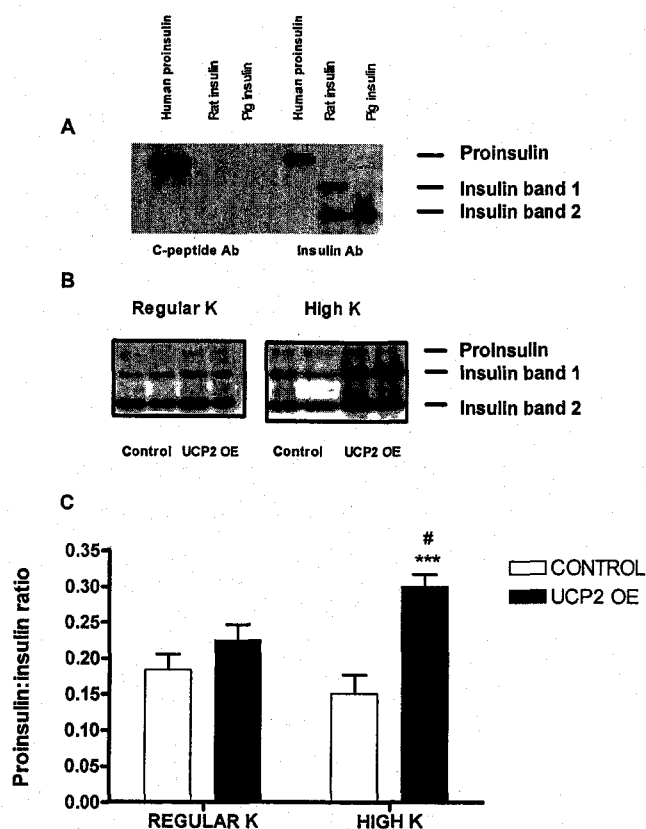 Human proinsulin
Rat insulin
Pig insulin
Human proinsulin
Rat insulin
Pig insulin
A
Proinsulin
Insulin band 1
Insulin band 2
C-peptide Ab
Insulin Ab
B
Regular K
High K
Proinsulin
Insulin band 1
Insulin band 2
Control UCP2 OE
Control UCP2 OE
C
Proinsulin:insulin ratio
0.35
0.30
0.25
0.20
0.15
0.10
0.05
0.00
#
***
CONTROL
UCP2 OE
REGULAR K
HIGH K